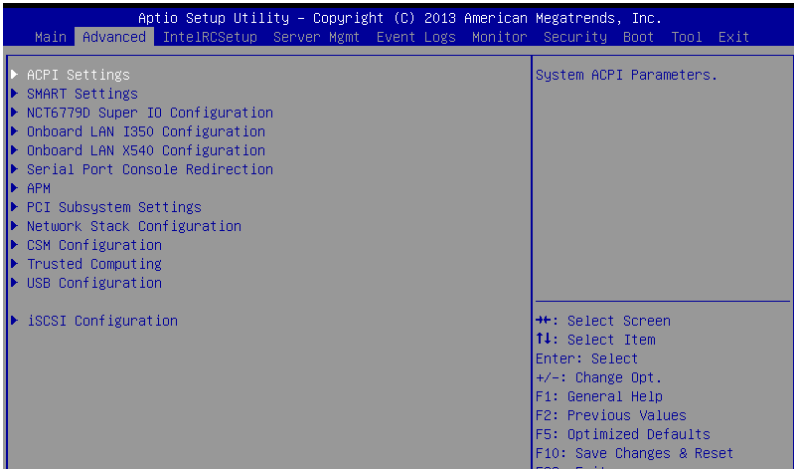 Aptio Setup Utility – Copyright (C) 2013 American Megatrends, Inc.
Main Advanced IntelRCSetup Server Mgmt Event Logs Monitor Security Boot Tool Exit
ACPI Settings
SMART Settings
NCT6779D Super IO Configuration
Onboard LAN I350 Configuration
Onboard LAN X540 Configuration
Serial Port Console Redirection
APM
PCI Subsystem Settings
Network Stack Configuration
CSM Configuration
Trusted Computing
USB Configuration
iSCSI Configuration
System ACPI Parameters.
→←: Select Screen
↑↓: Select Item
Enter: Select
+/-: Change Opt.
F1: General Help
F2: Previous Values
F5: Optimized Defaults
F10: Save Changes & Reset